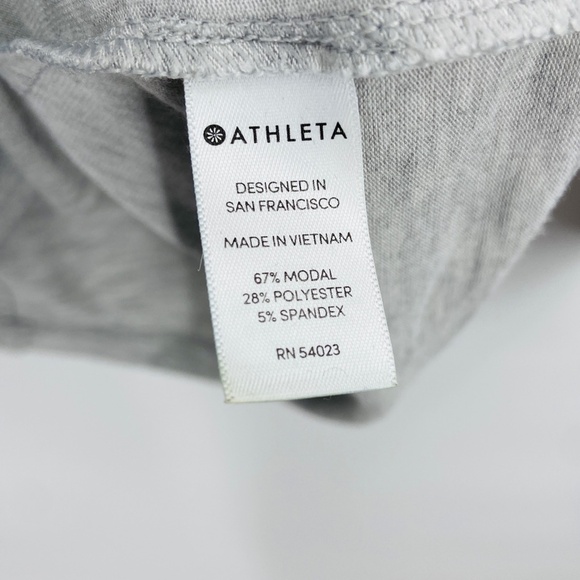 ATHLETA
DESIGNED IN
SAN FRANCISCO
MADE IN VIETNAM
67% MODAL
28% POLYESTER
5% SPANDEX
RN 54023